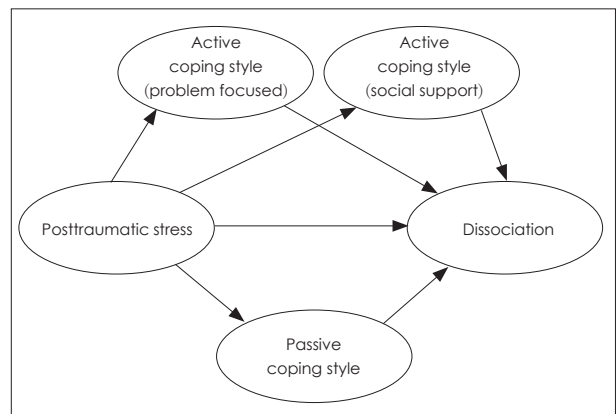 Active
coping style
(problem focused)
Active
coping style
(social support)
Posttraumatic stress
Dissociation
Passive
coping style